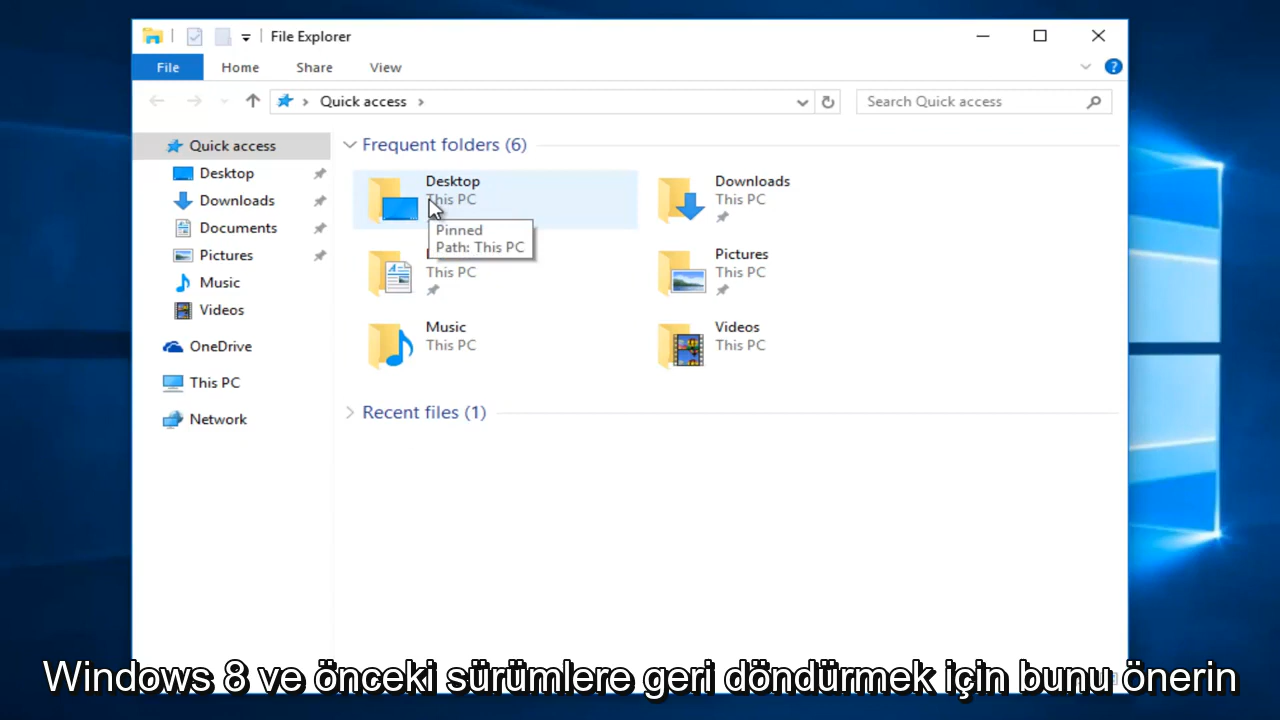 File Explorer
File Home Share View
Quick access
Search Quick access
Quick access
Desktop
Downloads
Documents
Pictures
Music
Videos
OneDrive
This PC
Network
Frequent folders (6)
Desktop
This PC
Downloads
This PC
Pinned
Path: This PC
This PC
Pictures
This PC
Music
This PC
Videos
This PC
Recent files (1)
Windows 8 ve önceki sürümlere geri döndürmek için bunu önerin